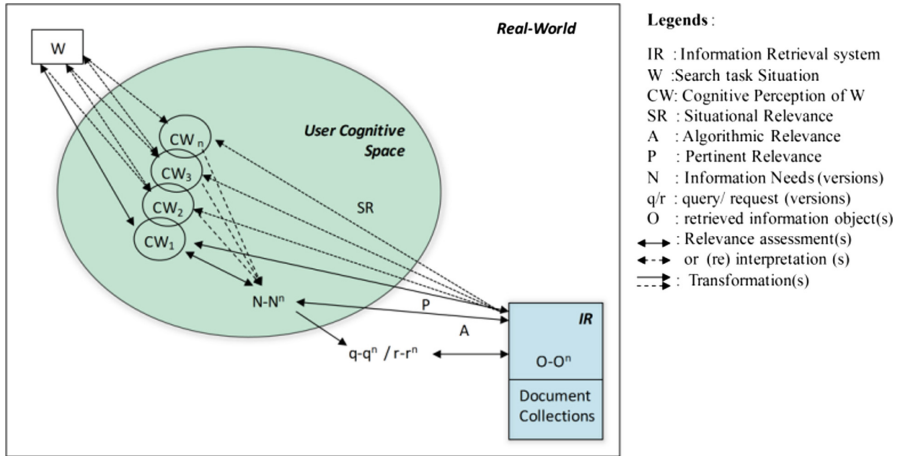 Real-World
W
User Cognitive
Space
CW n
CW3
CW2
CW1
SR
N-Nⁿ
P
A
q-qⁿ / r-rⁿ
IR
O-Oⁿ
Document
Collections
Legends :
IR : Information Retrieval system
W :Search task Situation
CW: Cognitive Perception of W
SR : Situational Relevance
A : Algorithmic Relevance
P : Pertinent Relevance
N : Information Needs (versions)
q/r : query/ request (versions)
O : retrieved information object(s)
: Relevance assessment(s)
or (re) interpretation (s)
: Transformation(s)